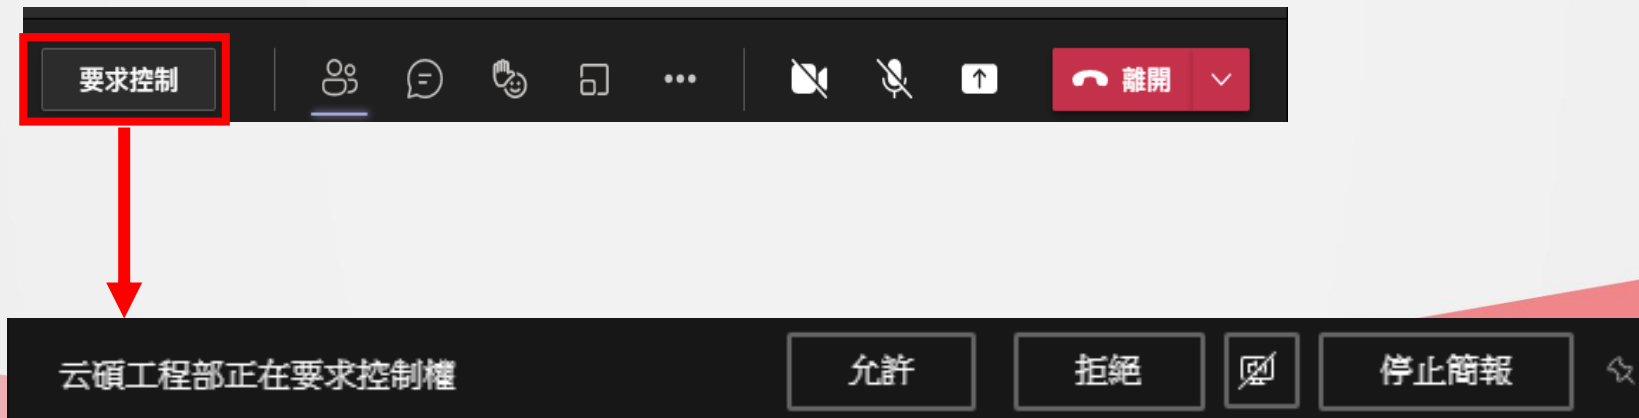 要求控制
離開
云碩工程部正在要求控制權
允許
拒絕
停止簡報